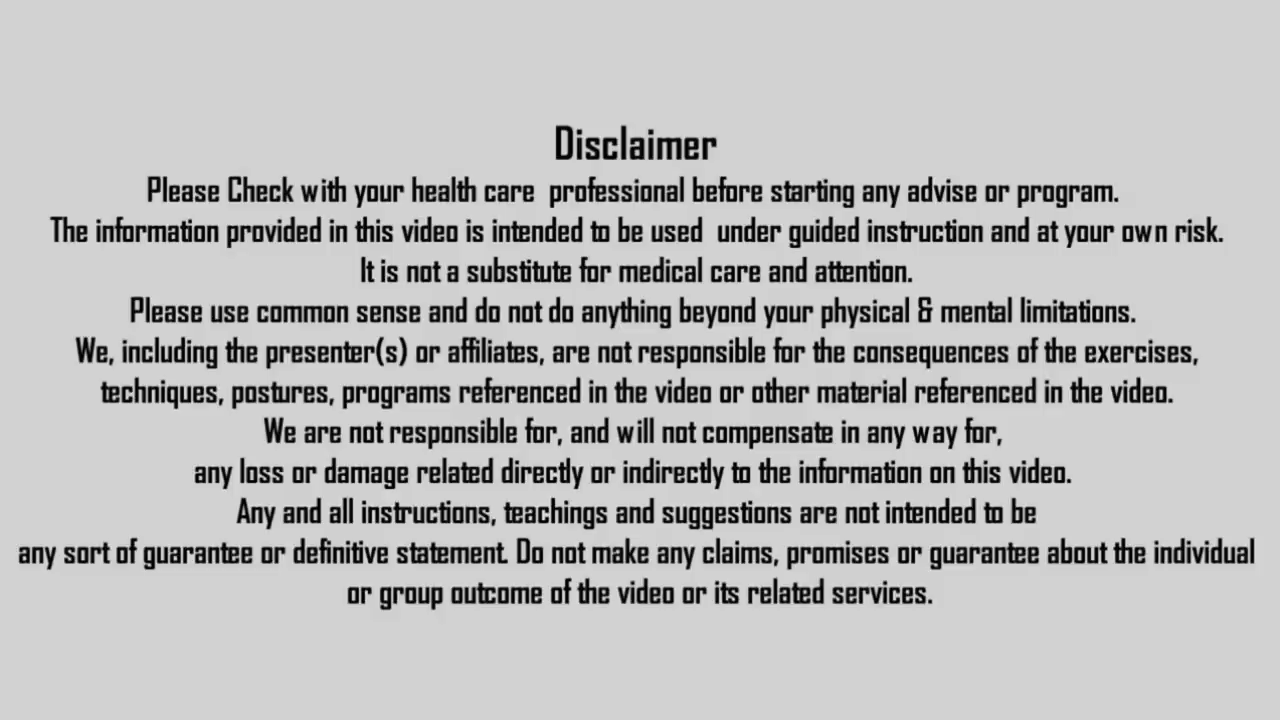 Disclaimer
Please Check with your health care professional before starting any advise or program.
The information provided in this video is intended to be used under guided instruction and at your own risk.
It is not a substitute for medical care and attention.
Please use common sense and do not do anything beyond your physical & mental limitations.
We, including the presenter(s) or affiliates, are not responsible for the consequences of the exercises,
techniques, postures, programs referenced in the video or other material referenced in the video.
We are not responsible for, and will not compensate in any way for,
any loss or damage related directly or indirectly to the information on this video.
Any and all instructions, teachings and suggestions are not intended to be
any sort of guarantee or definitive statement. Do not make any claims, promises or guarantee about the individual
or group outcome of the video or its related services.